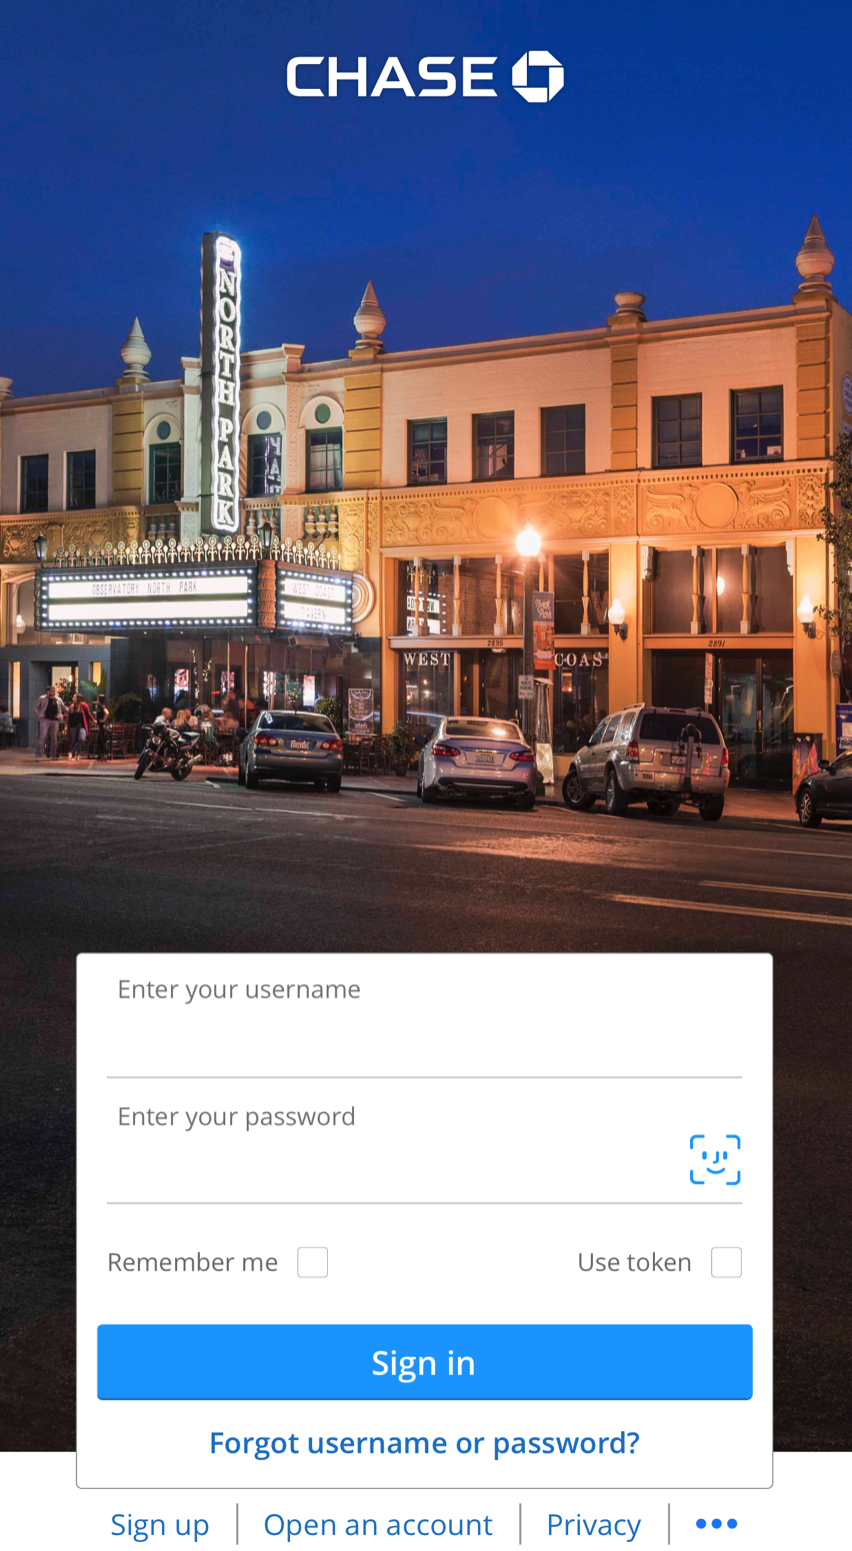 CHASE
NORTH PARK
OBSERVATORY NORTH PARK
WEST COAST
TAVERN
2895
2891
WEST
COAS
Enter your username
Enter your password
Remember me
Use token
Sign in
Forgot username or password?
Sign up
Open an account
Privacy